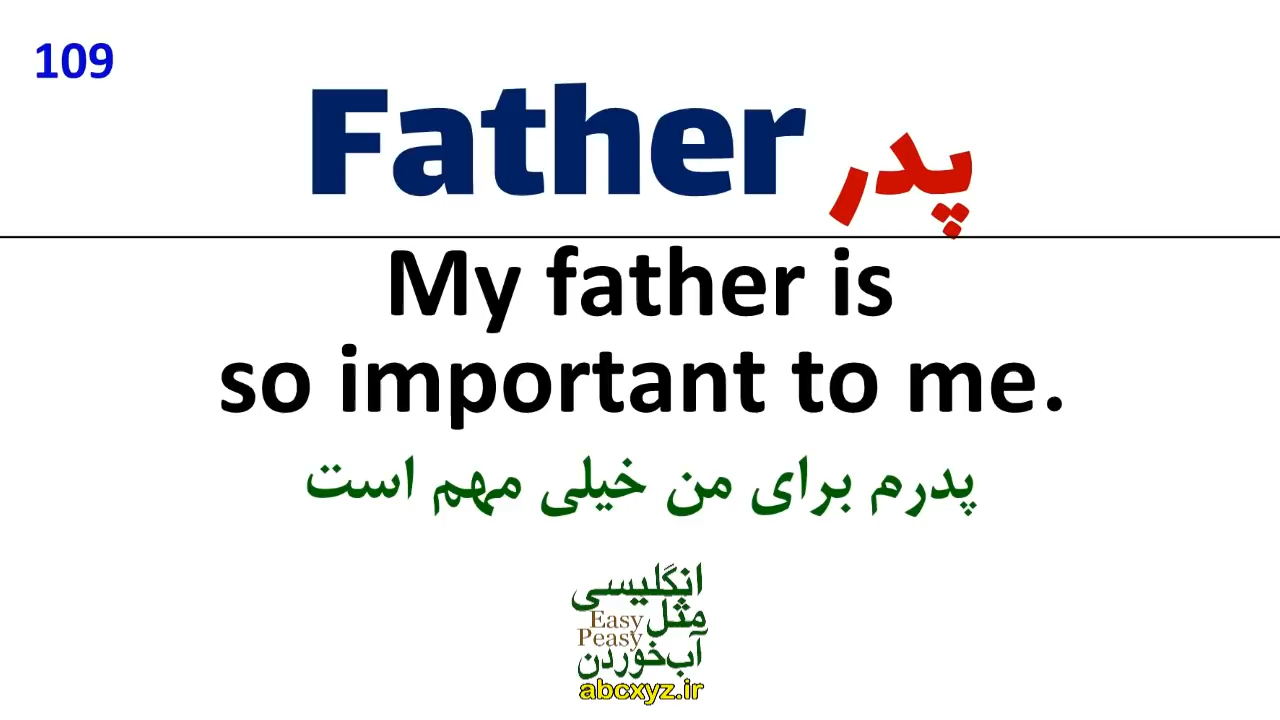 109
Father پدر
My father is
so important to me.
پدرم برای من خیلی مهم است
انگلیسی
مثل
Easy
Peasy
آب‌خوردن
abcxyz.ir